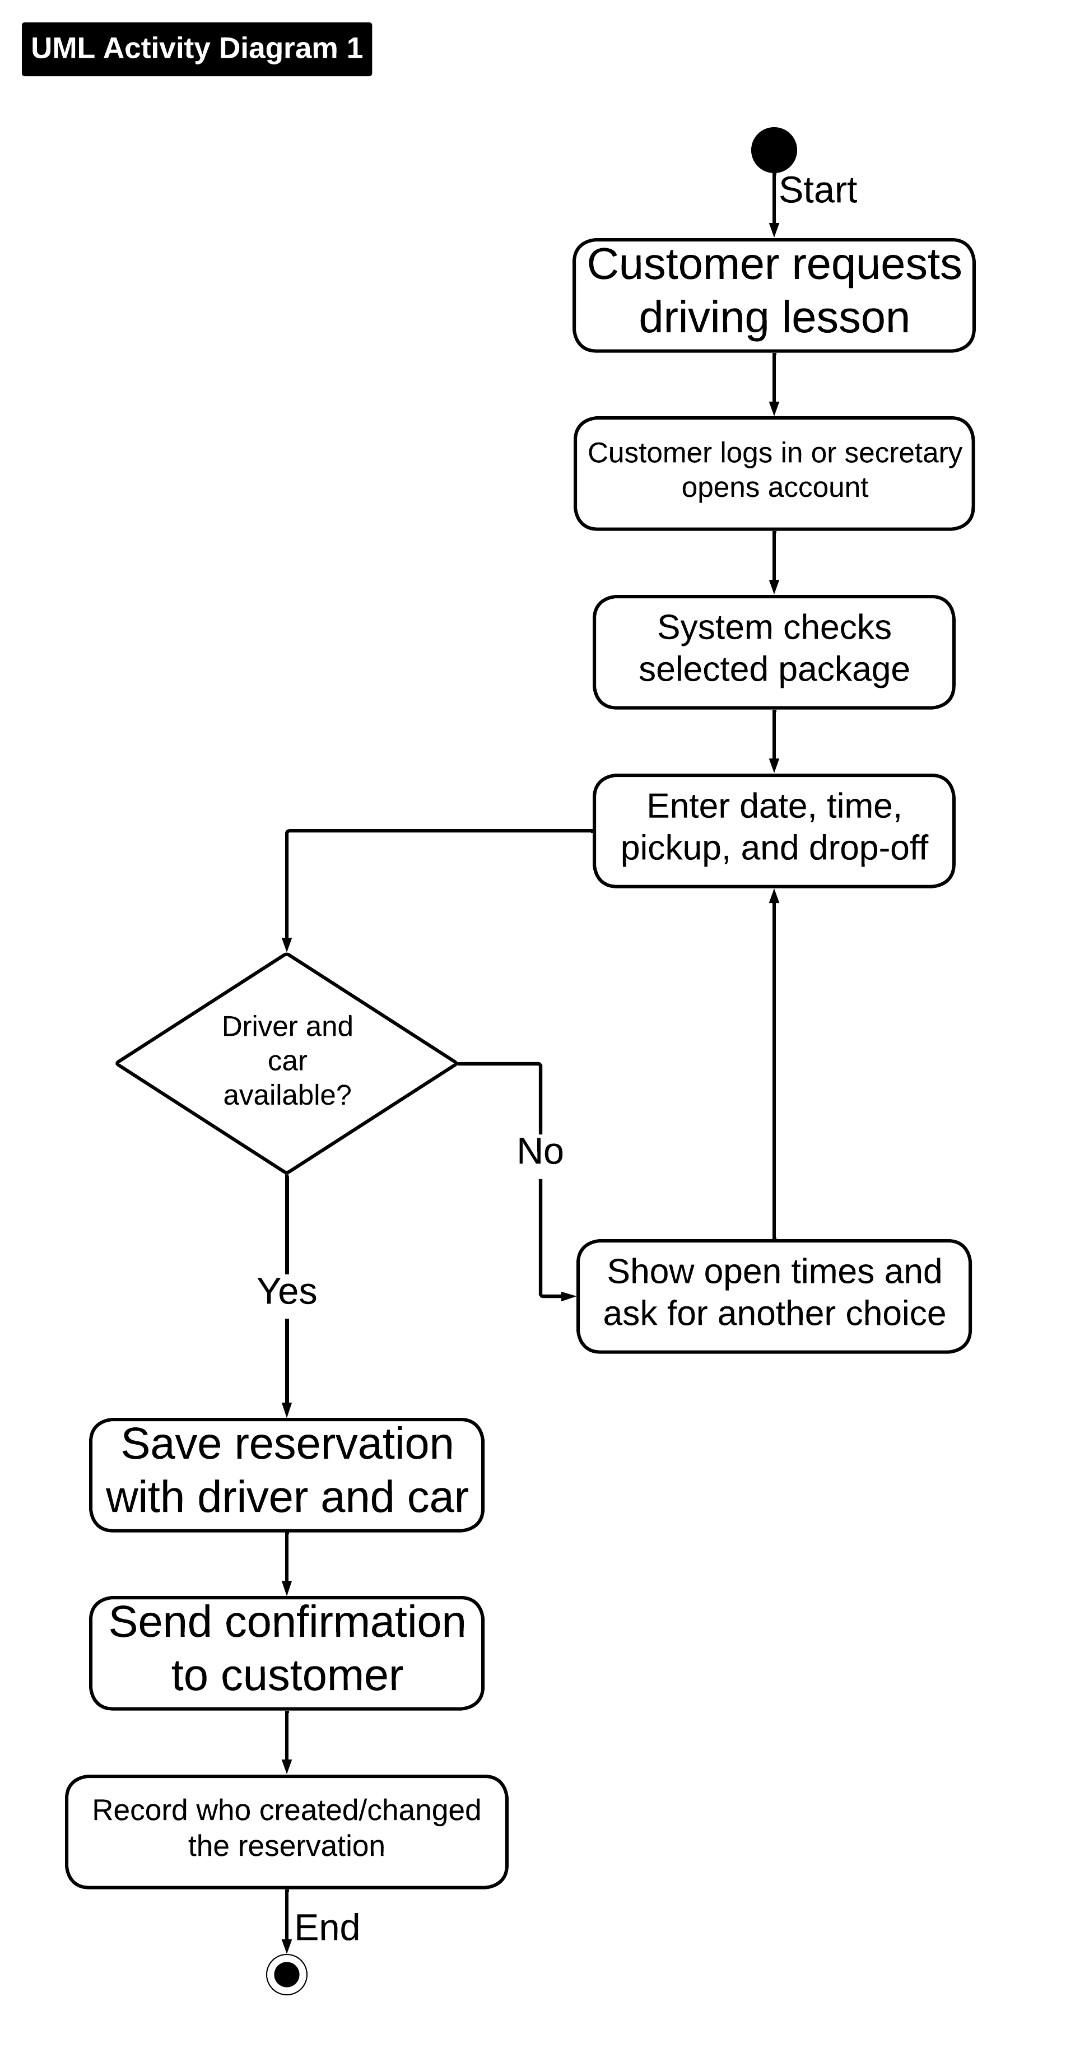 UML Activity Diagram 1
Start
Customer requests
driving lesson
Customer logs in or secretary
opens account
System checks
selected package
Enter date, time,
pickup, and drop-off
Driver and
car
available?
No
Yes
Show open times and
ask for another choice
Save reservation
with driver and car
Send confirmation
to customer
Record who created/changed
the reservation
End